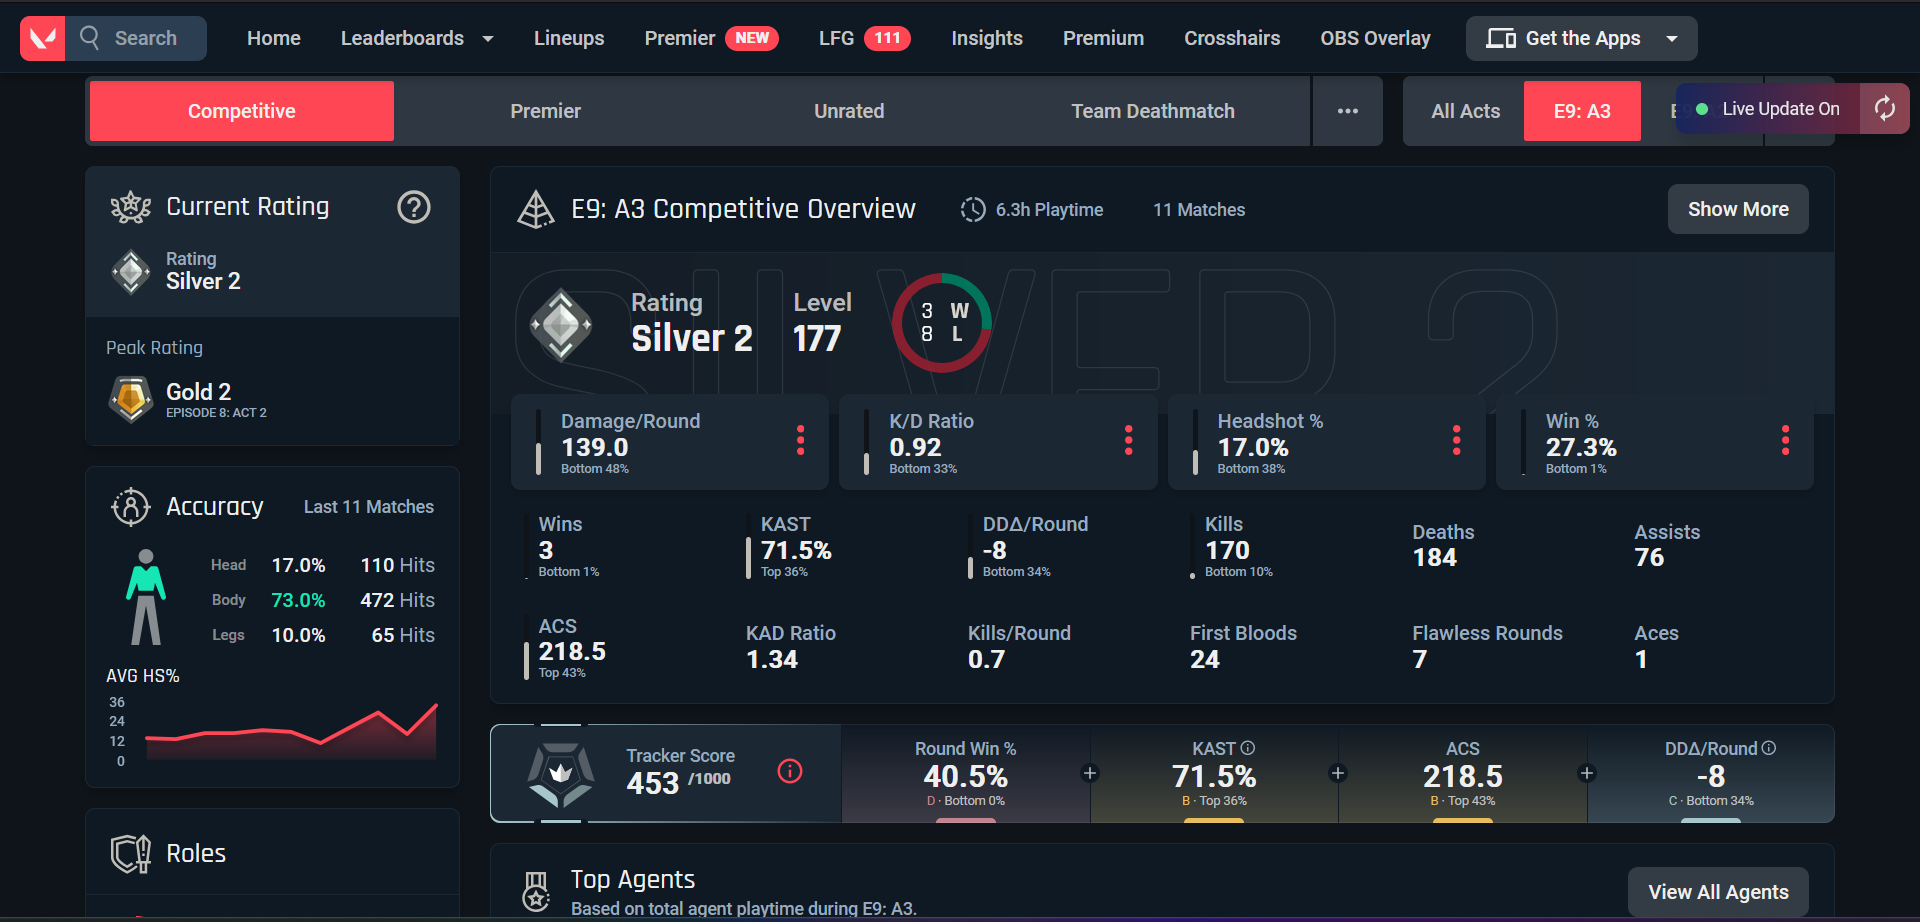 Search
Home
Leaderboards
Lineups
Premier NEW
LFG 111
Insights
Premium
Crosshairs
OBS Overlay
Get the Apps
Competitive
Premier
Unrated
Team Deathmatch
All Acts
E9: A3
Live Update On
Current Rating
Rating
Silver 2
Peak Rating
Gold 2
EPISODE 8: ACT 2
Accuracy
Last 11 Matches
Head 17.0% 110 Hits
Body 73.0% 472 Hits
Legs 10.0% 65 Hits
AVG HS%
36
24
12
0
Roles
E9: A3 Competitive Overview
6.3h Playtime
11 Matches
Show More
SILVER 2
Rating
Silver 2
Level
177
3 W
8 L
Damage/Round
139.0
Bottom 48%
K/D Ratio
0.92
Bottom 33%
Headshot %
17.0%
Bottom 38%
Win %
27.3%
Bottom 1%
Wins
3
Bottom 1%
KAST
71.5%
Top 36%
DDΔ/Round
-8
Bottom 34%
Kills
170
Bottom 10%
Deaths
184
Assists
76
ACS
218.5
Top 43%
KAD Ratio
1.34
Kills/Round
0.7
First Bloods
24
Flawless Rounds
7
Aces
1
Tracker Score
453 /1000
Round Win %
40.5%
D · Bottom 0%
KAST
71.5%
B · Top 36%
ACS
218.5
B · Top 43%
DDΔ/Round
-8
C · Bottom 34%
Top Agents
Based on total agent playtime during E9: A3.
View All Agents